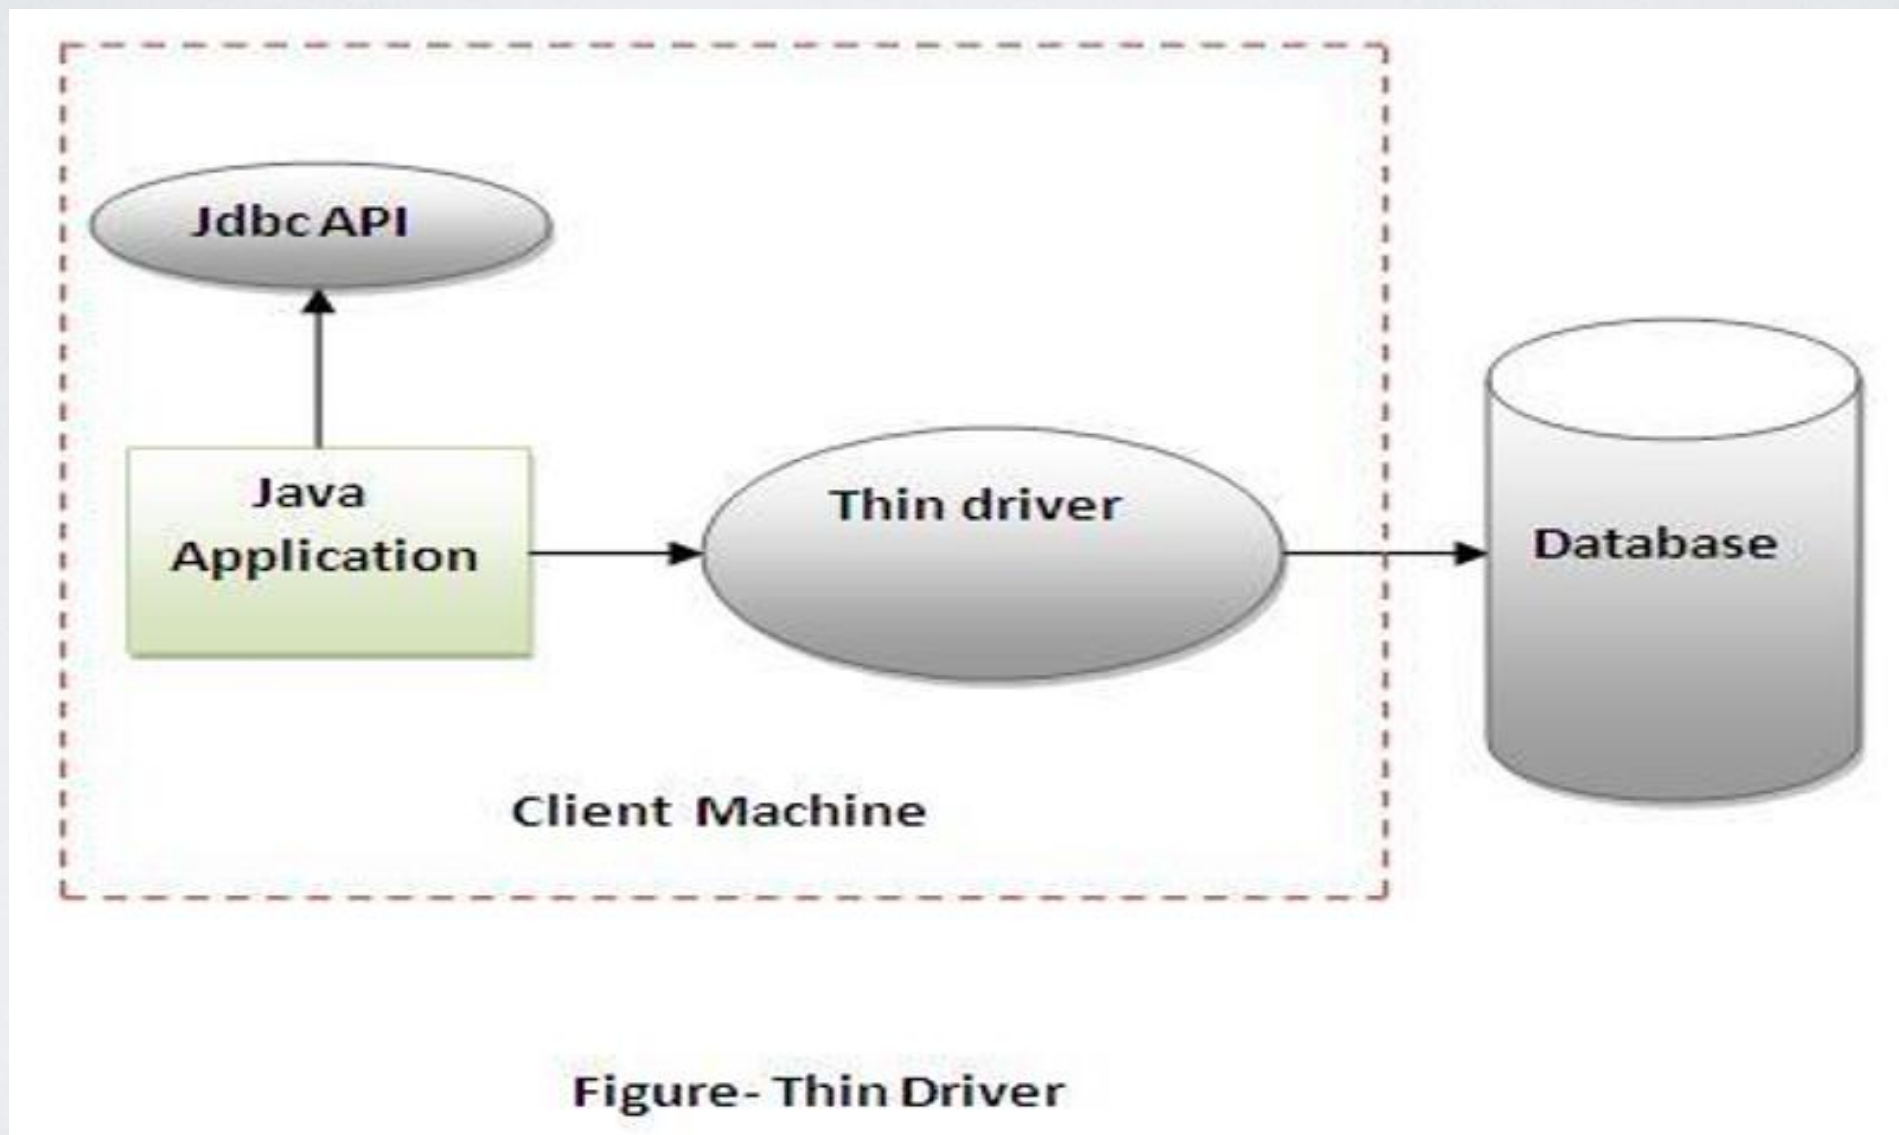 Jdbc API
Java
Application
Thin driver
Database
Client Machine
Figure- Thin Driver